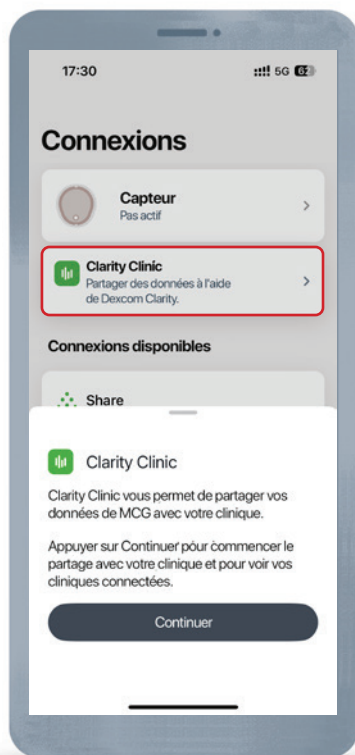 17:30
5G 62
Connexions
Capteur
Pas actif
Clarity Clinic
Partager des données à l'aide
de Dexcom Clarity.
Connexions disponibles
Share
Clarity Clinic
Clarity Clinic vous permet de partager vos
données de MCG avec votre clinique.
Appuyer sur Continuer pour commencer le
partage avec votre clinique et pour voir vos
cliniques connectées.
Continuer